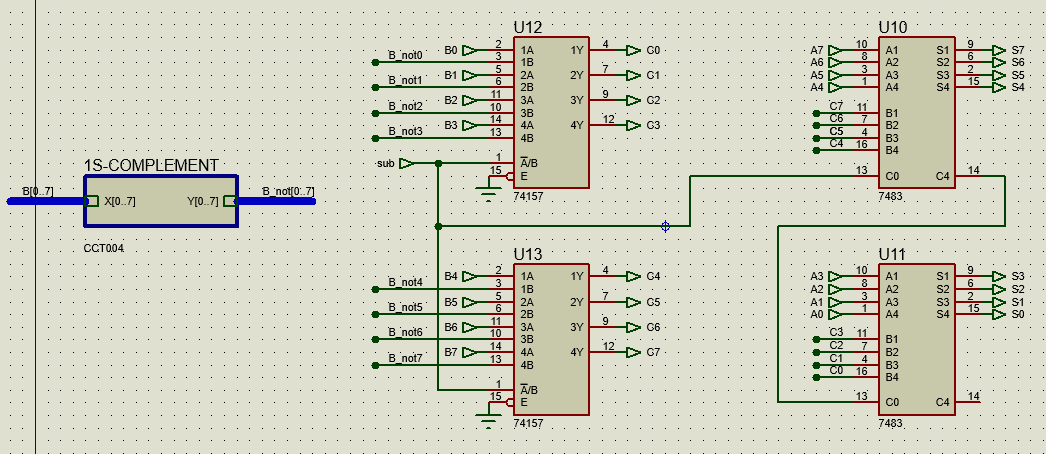 U12
B0 2 1A 1Y 4 C0
B_not0 3 1B
B1 5 2A 2Y 7 C1
B_not1 6 2B
B2 11 3A 3Y 9 C2
B_not2 10 3B
B3 14 4A 4Y 12 C3
B_not3 13 4B
sub 1 A/B
15 E
74157
U10
A7 10 A1 S1 9 S7
A6 8 A2 S2 6 S6
A5 3 A3 S3 2 S5
A4 1 A4 S4 15 S4
C7 11 B1
C6 7 B2
C5 4 B3
C4 16 B4
13 C0 C4 14
7483
1S-COMPLEMENT
B[0..7] X[0..7] Y[0..7] B_not[0..7]
CCT004
U13
B4 2 1A 1Y 4 C4
B_not4 3 1B
B5 5 2A 2Y 7 C5
B_not5 6 2B
B6 11 3A 3Y 9 C6
B_not6 10 3B
B7 14 4A 4Y 12 C7
B_not7 13 4B
1 A/B
15 E
74157
U11
A3 10 A1 S1 9 S3
A2 8 A2 S2 6 S2
A1 3 A3 S3 2 S1
A0 1 A4 S4 15 S0
C3 11 B1
C2 7 B2
C1 4 B3
C0 16 B4
13 C0 C4 14
7483